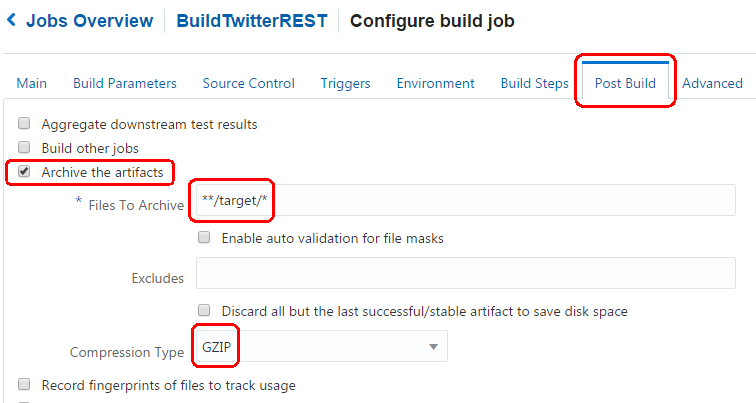 Jobs Overview BuildTwitterREST Configure build job
Main Build Parameters Source Control Triggers Environment Build Steps Post Build Advanced
Aggregate downstream test results
Build other jobs
Archive the artifacts
* Files To Archive **/target/*
Enable auto validation for file masks
Excludes
Discard all but the last successful/stable artifact to save disk space
Compression Type GZIP
Record fingerprints of files to track usage